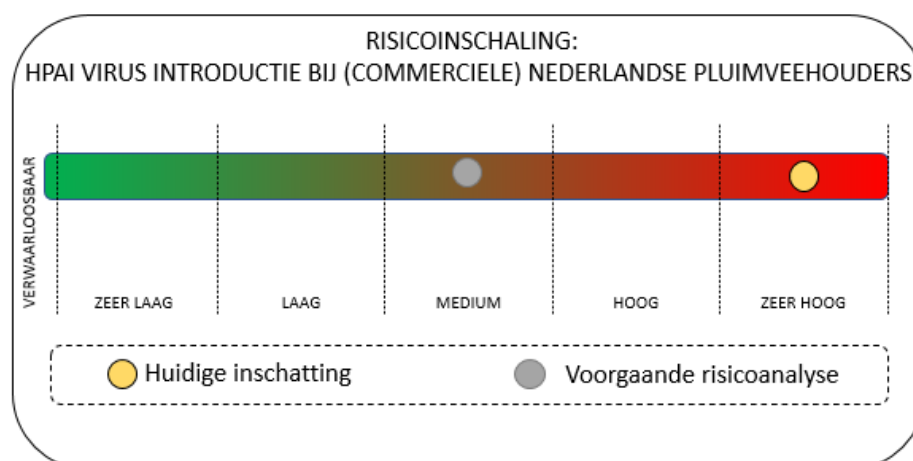 RISICOINSCHALING:
HPAI VIRUS INTRODUCTIE BIJ (COMMERCIELE) NEDERLANDSE PLUIMVEEHOUDERS
VERWAARLOOSBAAR
ZEER LAAG
LAAG
MEDIUM
HOOG
ZEER HOOG
Huidige inschatting
Voorgaande risicoanalyse